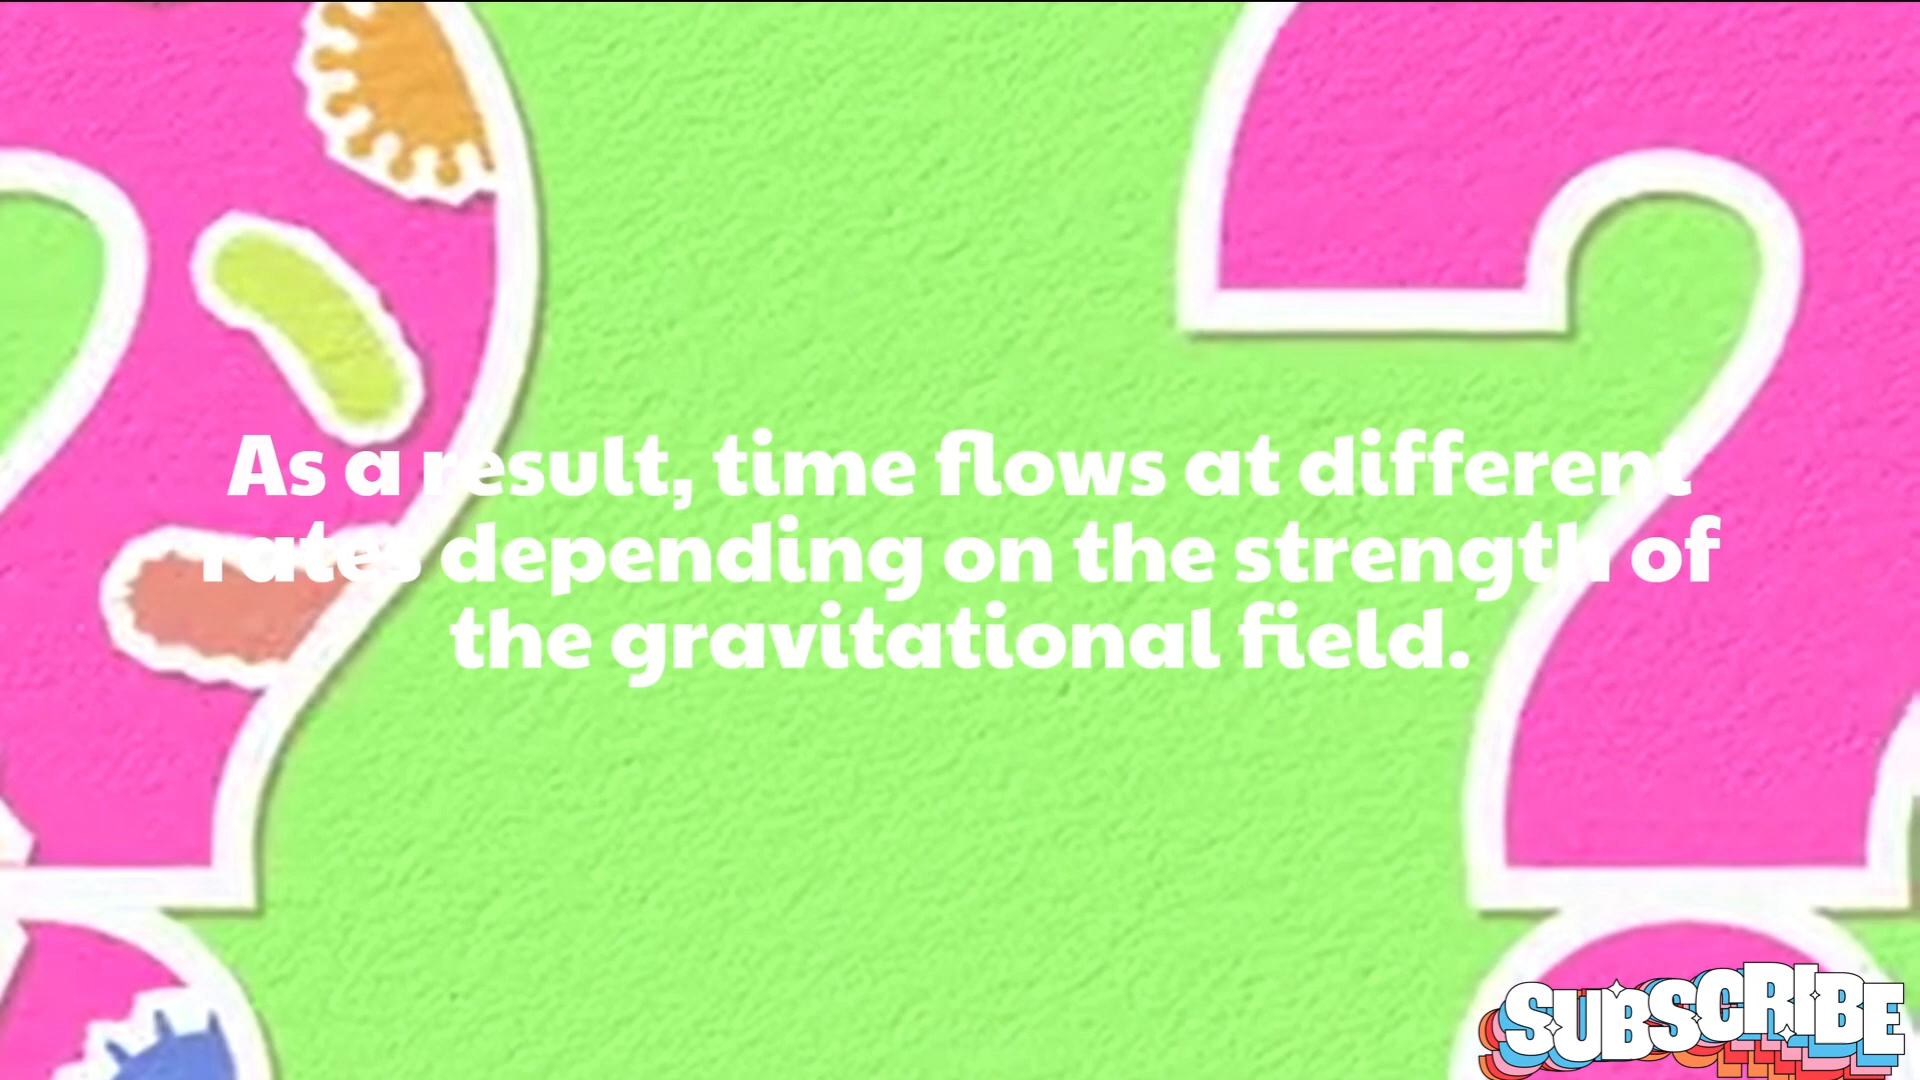 As a result, time flows at different
rates depending on the strength of
the gravitational field.
SUBSCRIBE